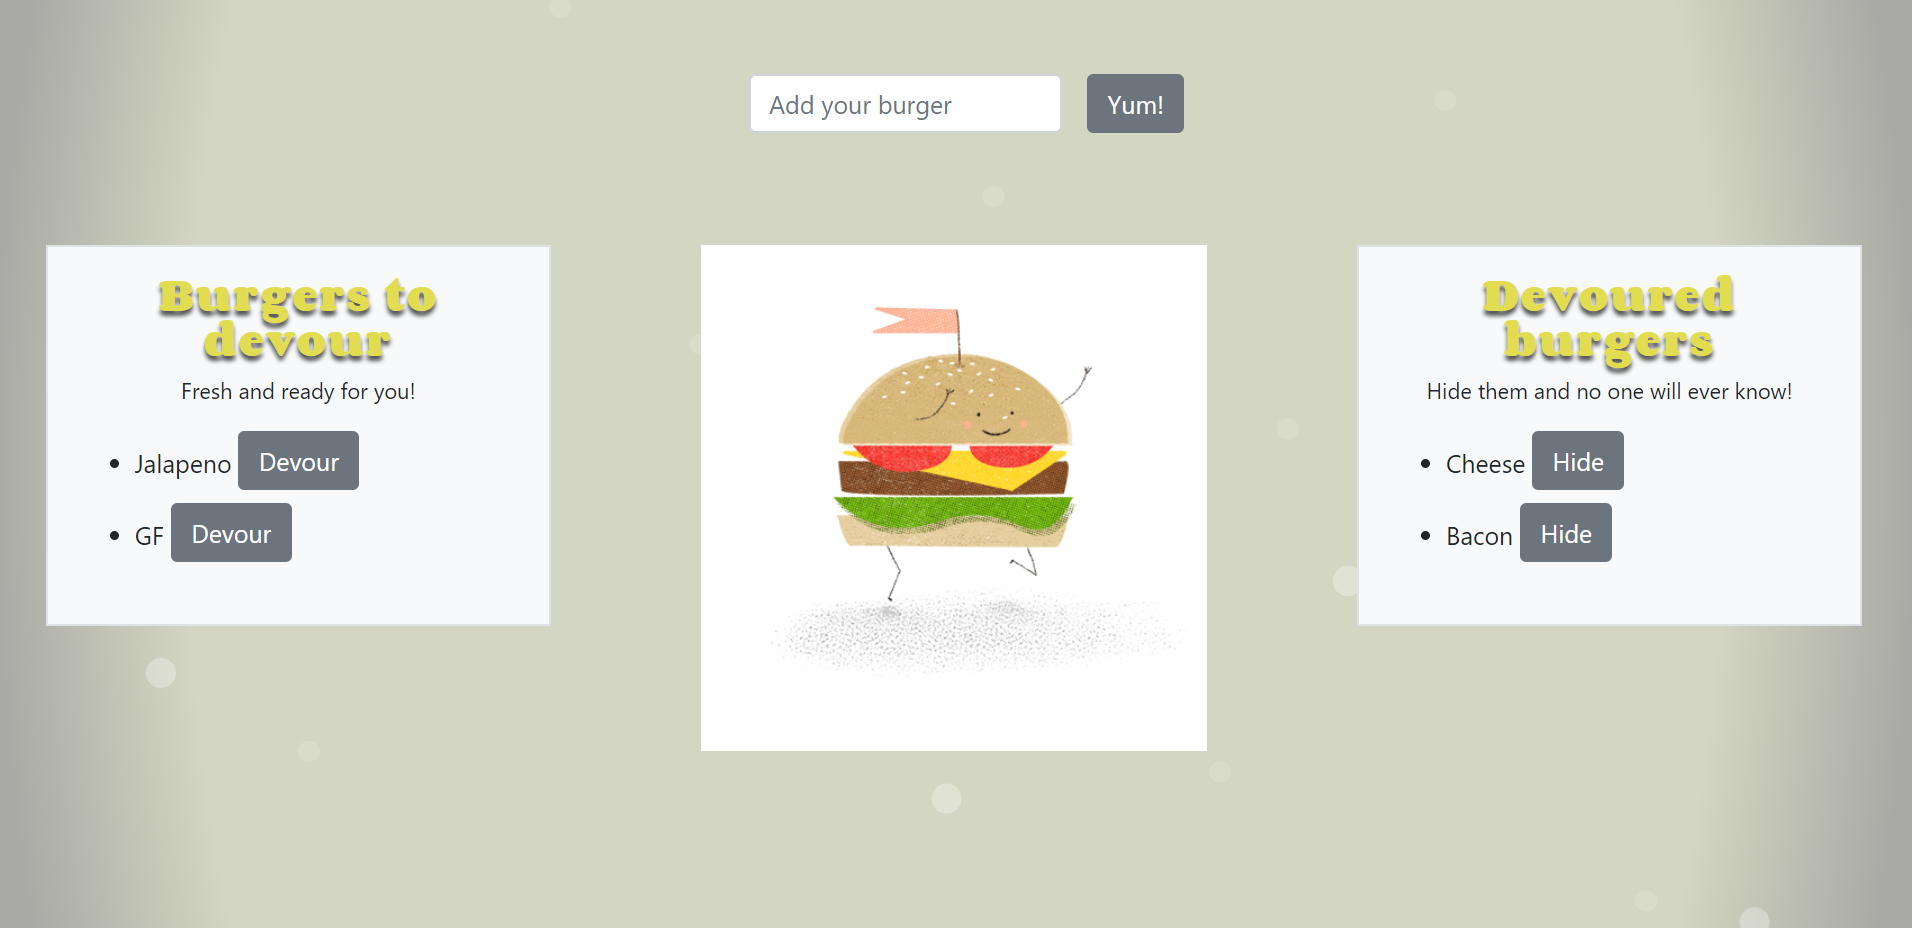 Add your burger
Yum!
Burgers to
devour
Fresh and ready for you!
Jalapeno Devour
GF Devour
Devoured
burgers
Hide them and no one will ever know!
Cheese Hide
Bacon Hide